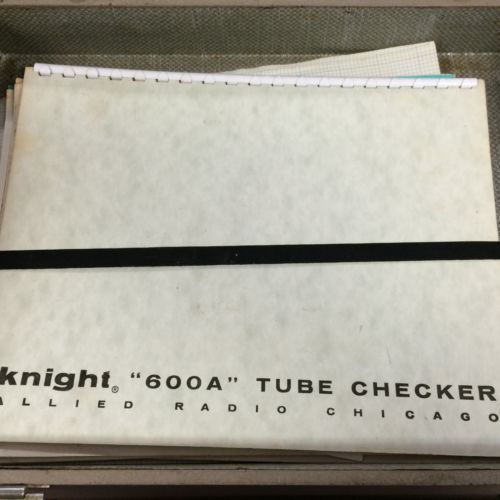 knight® "600A" TUBE CHECKER
ALLIED RADIO CHICAGO